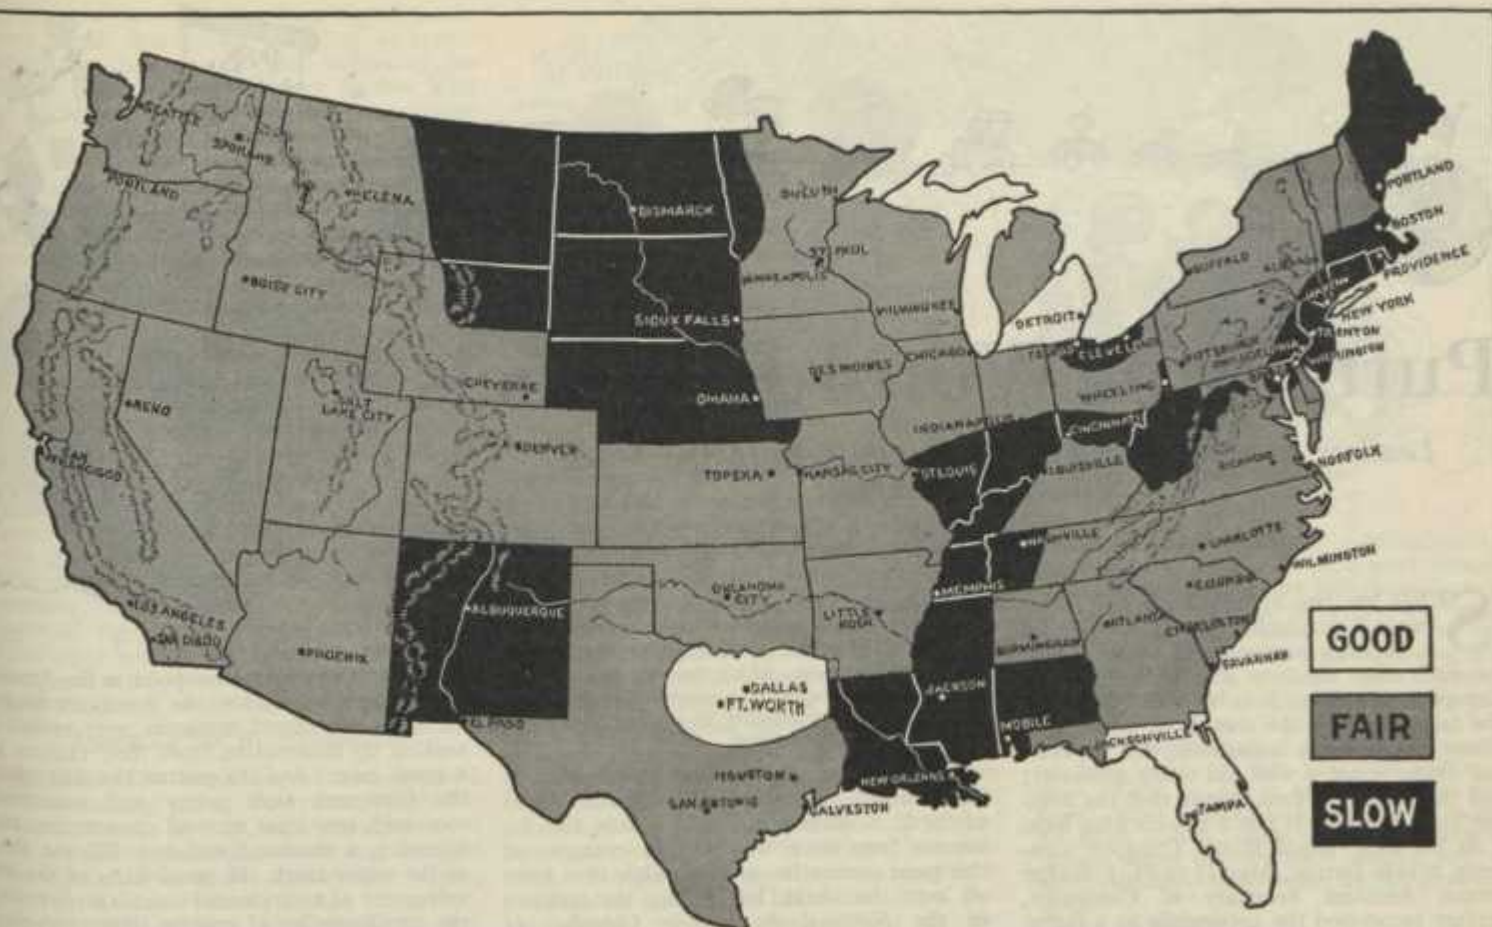 SEATTLE
SPOKANE
PORTLAND
HELENA
BISMARCK
DULUTH
ST. PAUL
MINNEAPOLIS
BOISE CITY
SIOUX FALLS
MILWAUKEE
DETROIT
BUFFALO
PORTLAND
BOSTON
PROVIDENCE
NEW YORK
TRENTON
CHICAGO
DES MOINES
CHEYENNE
OMAHA
RENO
SALT
LAKE CITY
DENVER
SAN
FRANCISCO
TOPEKA
KANSAS CITY
INDIANAPOLIS
CINCINNATI
WHEELING
PITTSBURGH
ST. LOUIS
LOUISVILLE
RICHMOND
NORFOLK
NASHVILLE
CHARLOTTE
WILMINGTON
LOS ANGELES
SAN DIAGO
PHOENIX
ALBUQUERQUE
EL PASO
OKLAHOMA
CITY
LITTLE
ROCK
MEMPHIS
BIRMINGHAM
ATLANTA
CHARLESTON
SAVANNAH
DALLAS
FT. WORTH
JACKSON
MOBILE
JACKSONVILLE
HOUSTON
SAN ANTONIO
GALVESTON
NEW ORLEANS
TAMPA
GOOD
FAIR
SLOW